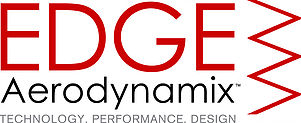 EDGE
Aerodynamix™
TECHNOLOGY. PERFORMANCE. DESIGN